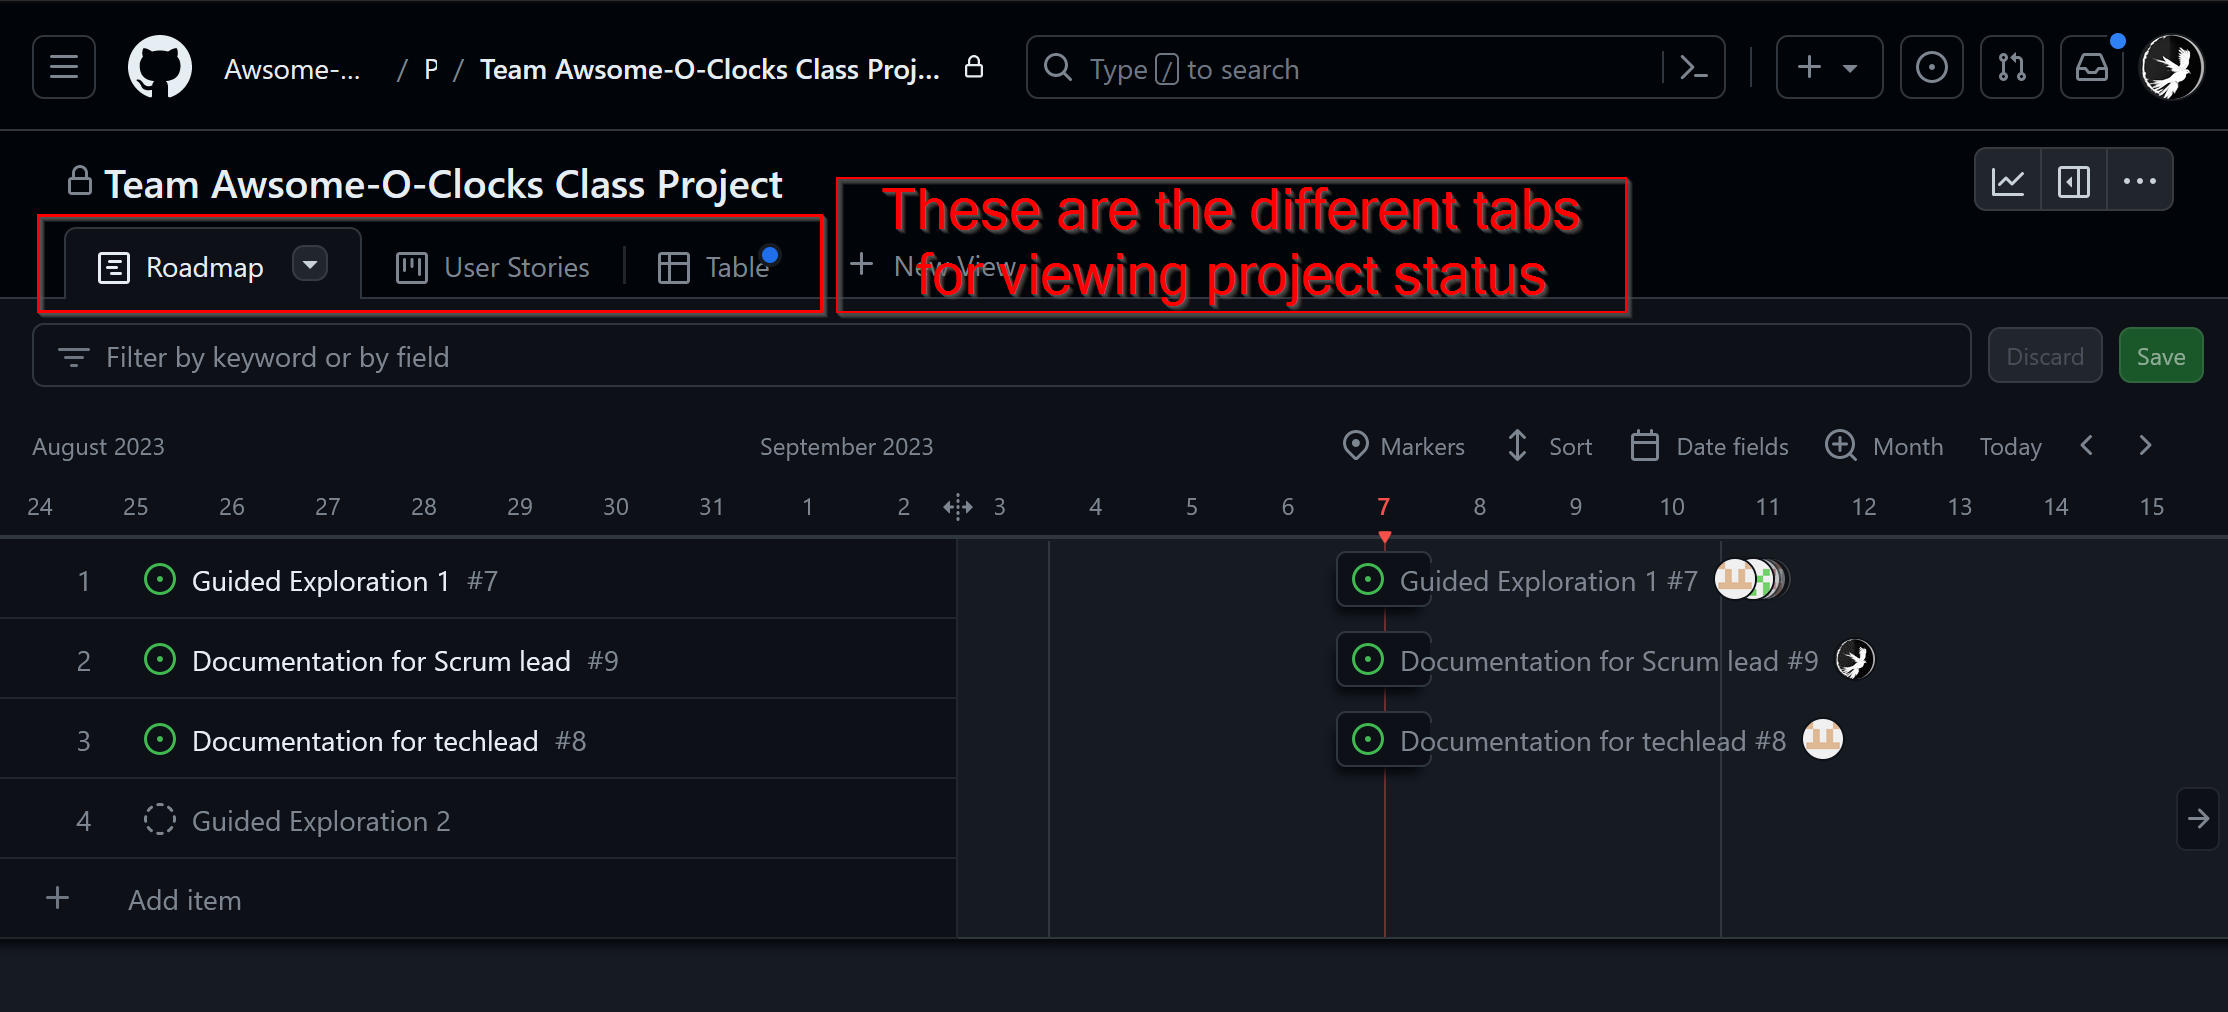 Awsome-... / P / Team Awsome-O-Clocks Class Proj...
Type / to search
Team Awsome-O-Clocks Class Project
These are the different tabs
for viewing project status
Roadmap
User Stories
Table
New View
Filter by keyword or by field
Discard
Save
August 2023
September 2023
Markers
Sort
Date fields
Month
Today
24 25 26 27 28 29 30 31 1 2 3 4 5 6 7 8 9 10 11 12 13 14 15
1 Guided Exploration 1 #7
Guided Exploration 1 #7
2 Documentation for Scrum lead #9
Documentation for Scrum lead #9
3 Documentation for techlead #8
Documentation for techlead #8
4 Guided Exploration 2
Add item